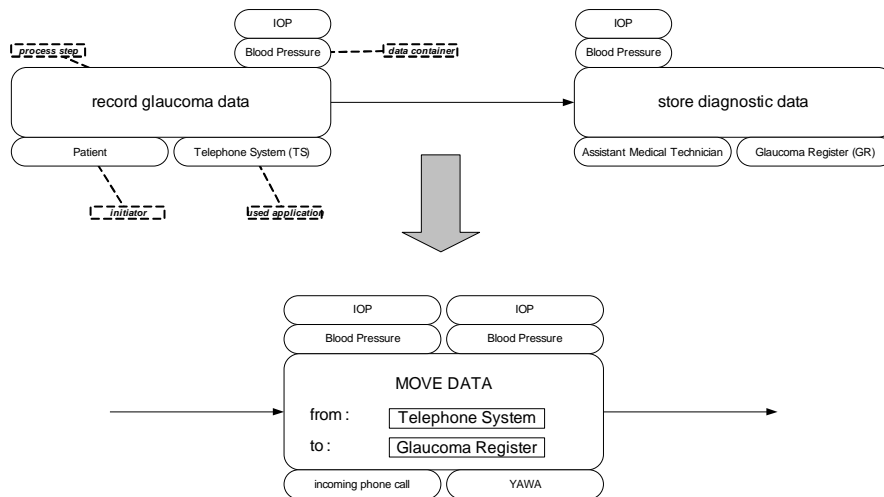 IOP
Blood Pressure
process step
data container
record glaucoma data
Patient
Telephone System (TS)
initiator
used application
IOP
Blood Pressure
store diagnostic data
Assistant Medical Technician
Glaucoma Register (GR)
IOP
IOP
Blood Pressure
Blood Pressure
MOVE DATA
from : Telephone System
to : Glaucoma Register
incoming phone call
YAWA